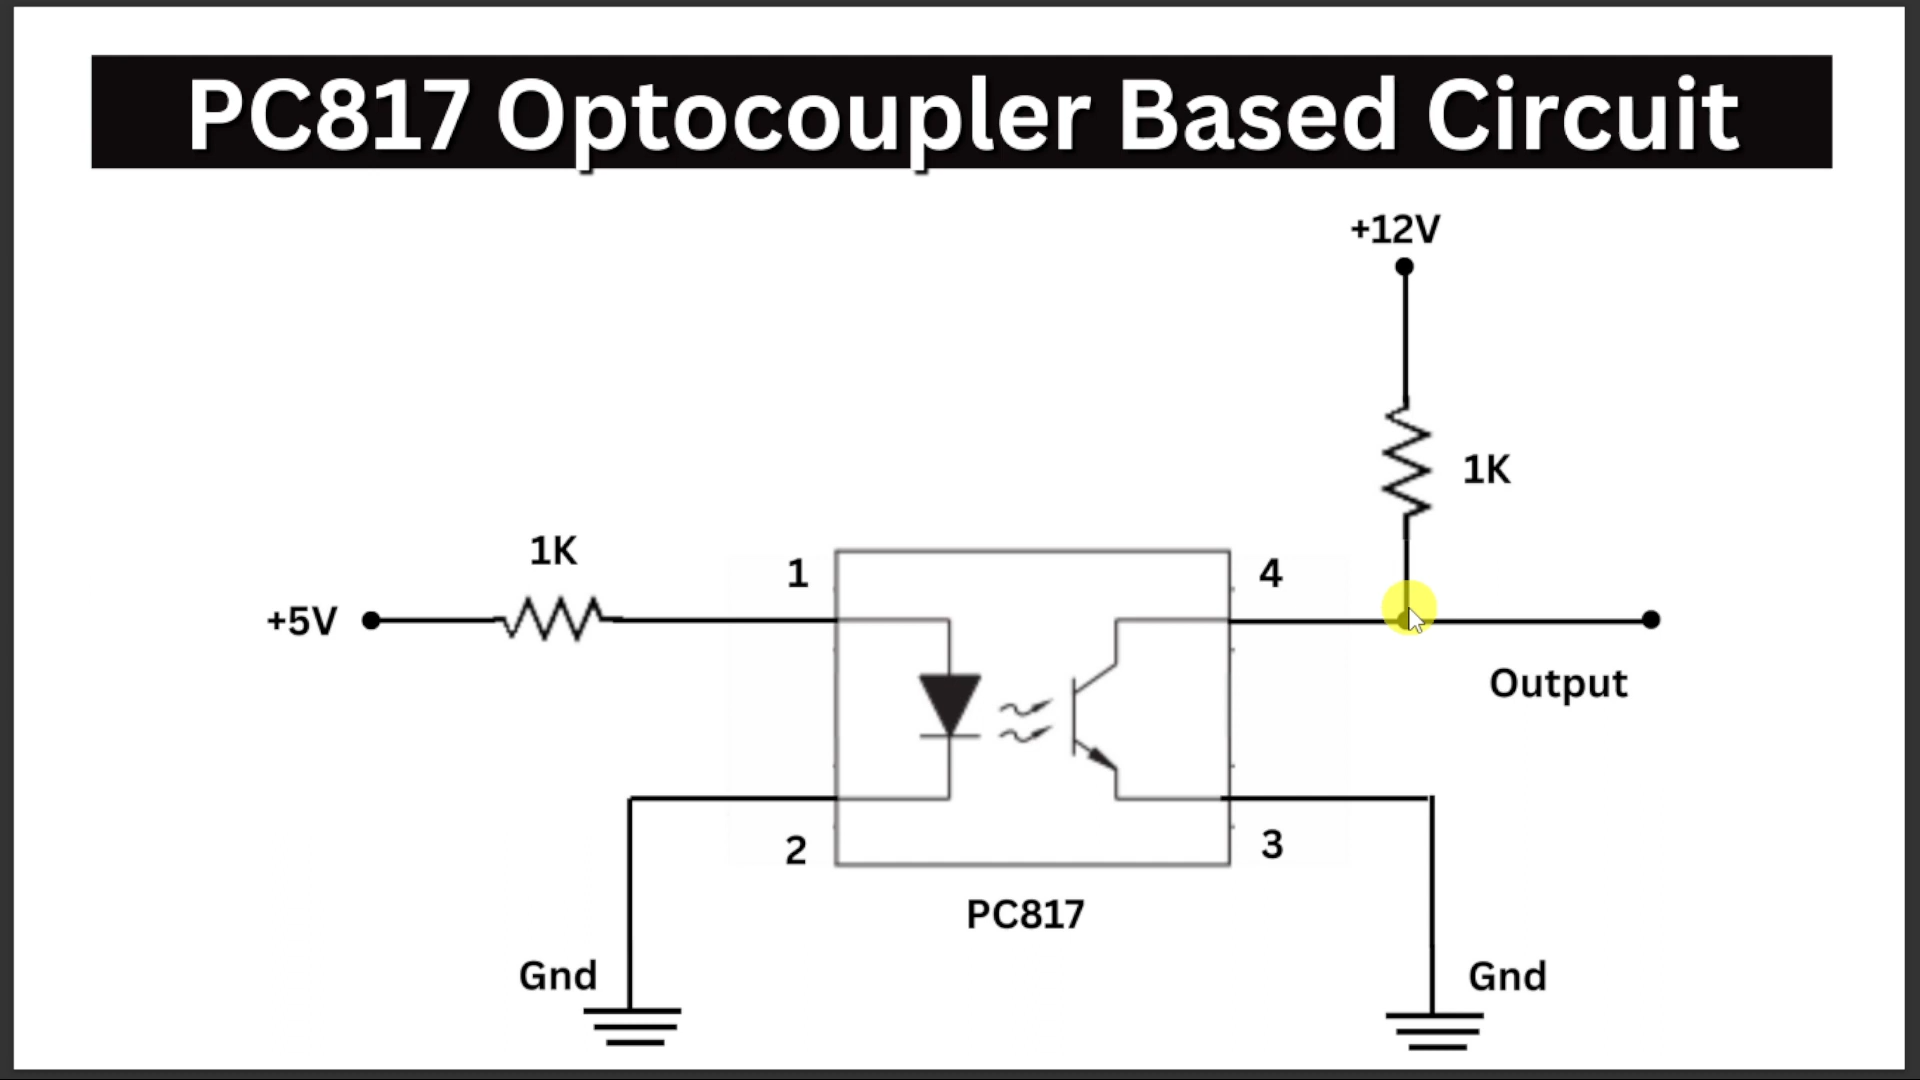 PC817 Optocoupler Based Circuit
+12V
1K
1K
1
4
+5V
Output
2
3
PC817
Gnd
Gnd